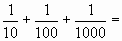 1/10 + 1/100 + 1/1000 =